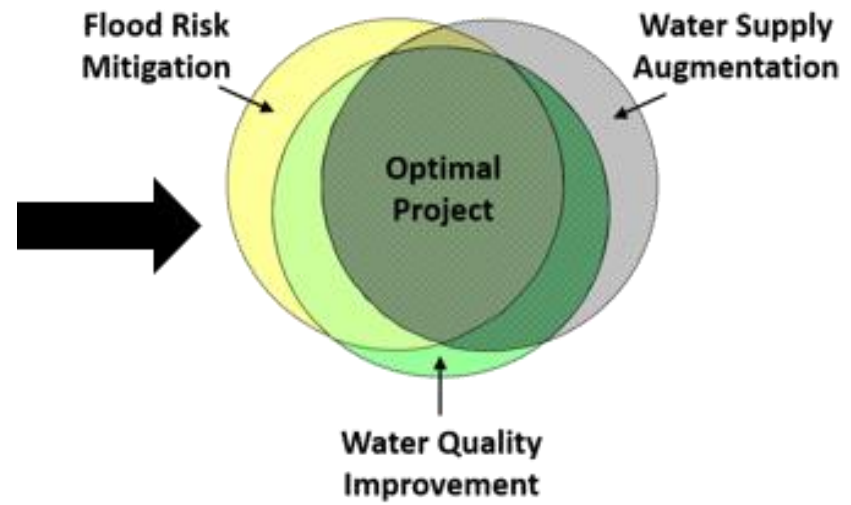 Flood Risk
Mitigation
Water Supply
Augmentation
Optimal
Project
Water Quality
Improvement